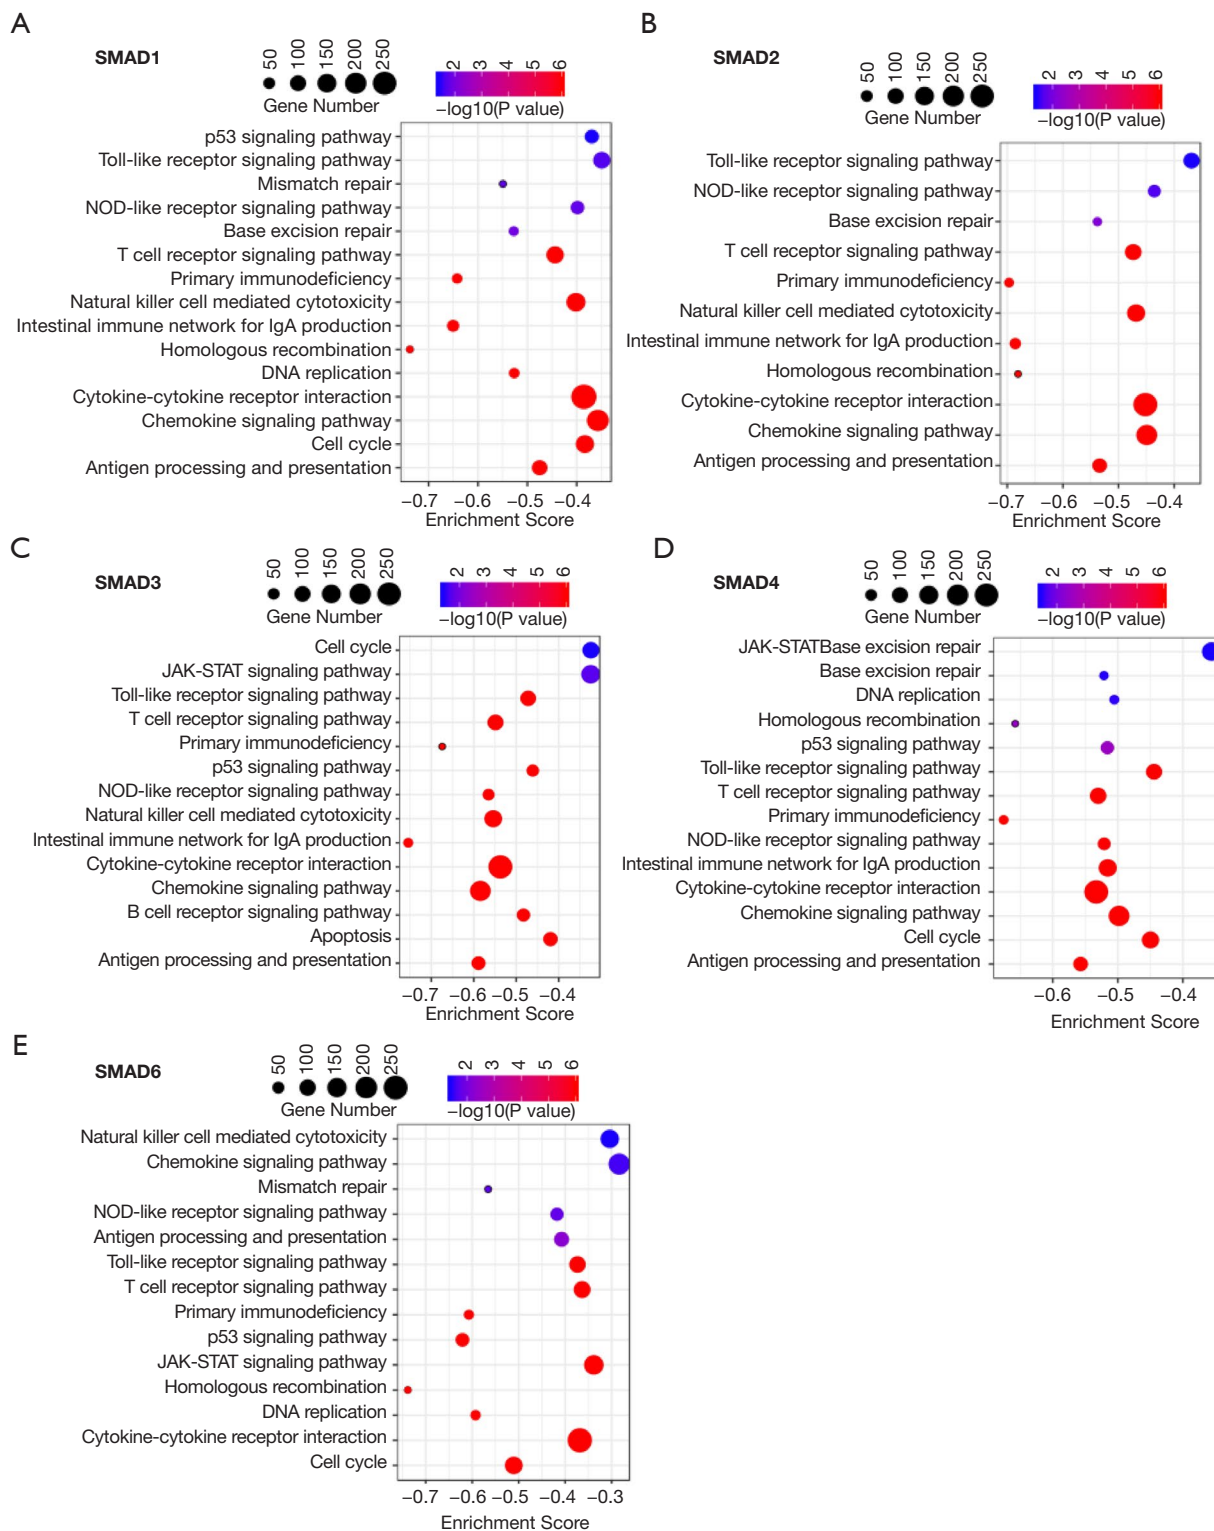 A
SMAD1
50 100 150 200 250
Gene Number
2 3 4 5 6
−log10(P value)
p53 signaling pathway
Toll-like receptor signaling pathway
Mismatch repair
NOD-like receptor signaling pathway
Base excision repair
T cell receptor signaling pathway
Primary immunodeficiency
Natural killer cell mediated cytotoxicity
Intestinal immune network for IgA production
Homologous recombination
DNA replication
Cytokine-cytokine receptor interaction
Chemokine signaling pathway
Cell cycle
Antigen processing and presentation
−0.7 −0.6 −0.5 −0.4
Enrichment Score
B
SMAD2
50 100 150 200 250
Gene Number
2 3 4 5 6
−log10(P value)
Toll-like receptor signaling pathway
NOD-like receptor signaling pathway
Base excision repair
T cell receptor signaling pathway
Primary immunodeficiency
Natural killer cell mediated cytotoxicity
Intestinal immune network for IgA production
Homologous recombination
Cytokine-cytokine receptor interaction
Chemokine signaling pathway
Antigen processing and presentation
−0.7 −0.6 −0.5 −0.4
Enrichment Score
C
SMAD3
50 100 150 200 250
Gene Number
2 3 4 5 6
−log10(P value)
Cell cycle
JAK-STAT signaling pathway
Toll-like receptor signaling pathway
T cell receptor signaling pathway
Primary immunodeficiency
p53 signaling pathway
NOD-like receptor signaling pathway
Natural killer cell mediated cytotoxicity
Intestinal immune network for IgA production
Cytokine-cytokine receptor interaction
Chemokine signaling pathway
B cell receptor signaling pathway
Apoptosis
Antigen processing and presentation
−0.7 −0.6 −0.5 −0.4
Enrichment Score
D
SMAD4
50 100 150 200 250
Gene Number
2 3 4 5 6
−log10(P value)
JAK-STATBase excision repair
Base excision repair
DNA replication
Homologous recombination
p53 signaling pathway
Toll-like receptor signaling pathway
T cell receptor signaling pathway
Primary immunodeficiency
NOD-like receptor signaling pathway
Intestinal immune network for IgA production
Cytokine-cytokine receptor interaction
Chemokine signaling pathway
Cell cycle
Antigen processing and presentation
−0.6 −0.5 −0.4
Enrichment Score
E
SMAD6
50 100 150 200 250
Gene Number
2 3 4 5 6
−log10(P value)
Natural killer cell mediated cytotoxicity
Chemokine signaling pathway
Mismatch repair
NOD-like receptor signaling pathway
Antigen processing and presentation
Toll-like receptor signaling pathway
T cell receptor signaling pathway
Primary immunodeficiency
p53 signaling pathway
JAK-STAT signaling pathway
Homologous recombination
DNA replication
Cytokine-cytokine receptor interaction
Cell cycle
−0.7 −0.6 −0.5 −0.4 −0.3
Enrichment Score